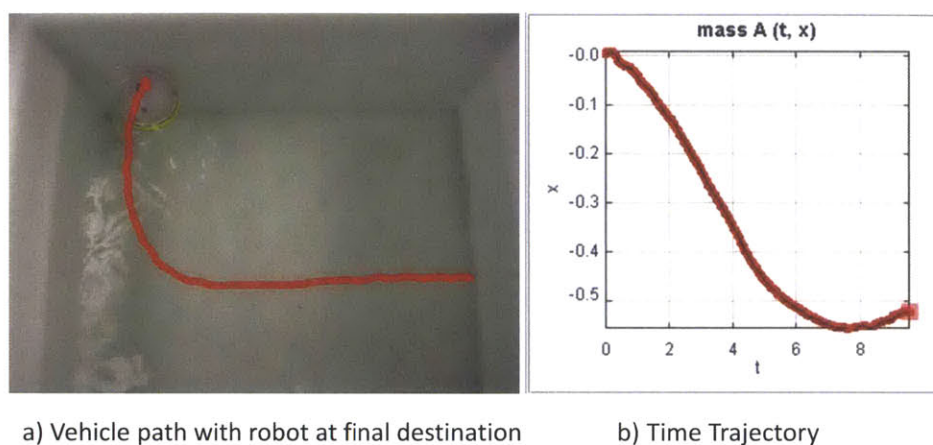 mass A (t, x)
-0.0
-0.1
-0.2
-0.3
-0.4
-0.5
x
0 2 4 6 8
t
a) Vehicle path with robot at final destination
b) Time Trajectory